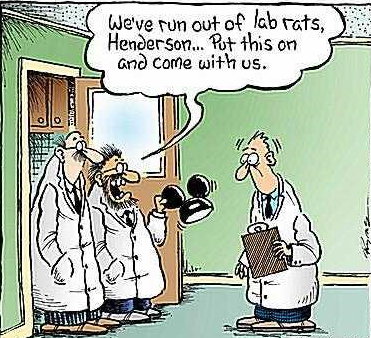 We've run out of lab rats,
Henderson... Put this on
and come with us.